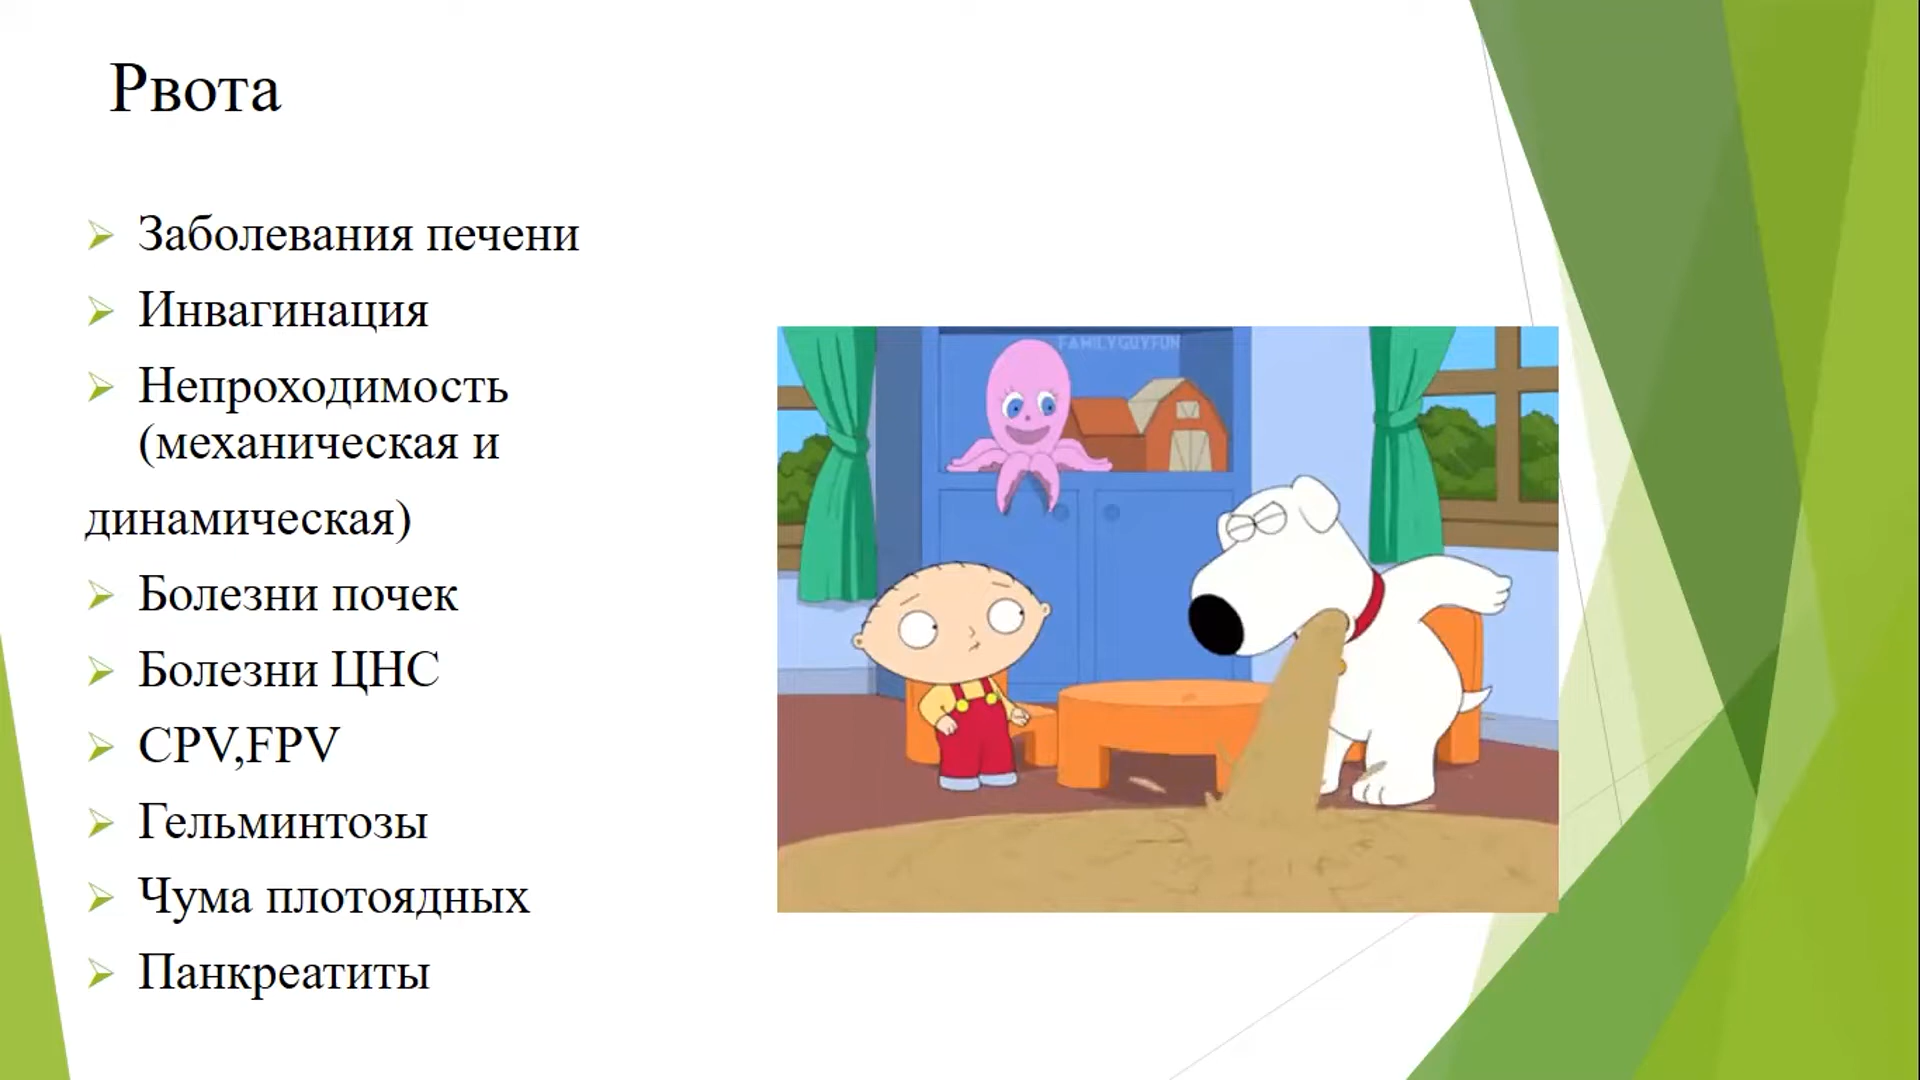 Рвота
Заболевания печени
Инвагинация
Непроходимость
(механическая и
динамическая)
Болезни почек
Болезни ЦНС
CPV,FPV
Гельминтозы
Чума плотоядных
Панкреатиты
FAMILYGUYFUN